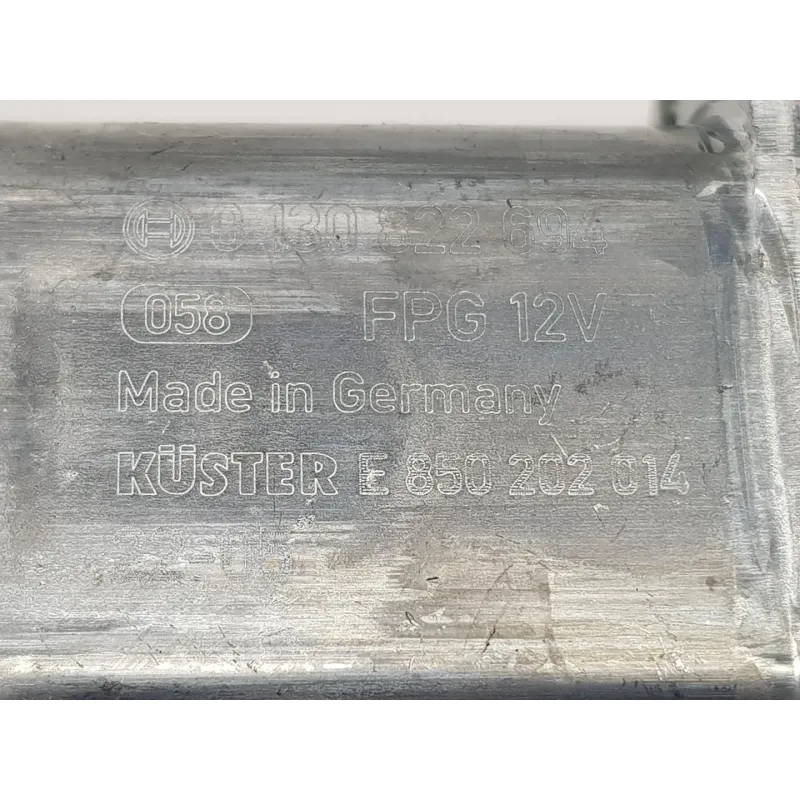 0 130 822 694
058 FPG 12V
Made in Germany
KÜSTER E 850 202 014